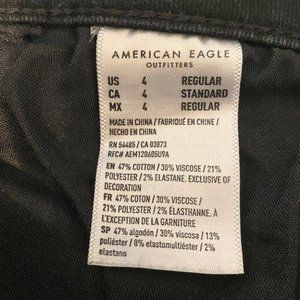 AMERICAN EAGLE
OUTFITTERS
US 4 REGULAR
CA 4 STANDARD
MX 4 REGULAR
MADE IN CHINA / FABRIQUÉ EN CHINE /
HECHO EN CHINA
RN 54485 / CA 03873
RFC# AEM12060SU9A
EN 47% COTTON / 30% VISCOSE / 21%
POLYESTER / 2% ELASTANE. EXCLUSIVE OF
DECORATION
FR 47% COTON / 30% VISCOSE /
21% POLYESTER / 2% ÉLASTHANNE. À
L'EXCEPTION DE LA GARNITURE
SP 47% algodón / 30% viscosa / 13%
poliéster / 8% elastomultiéster / 2%
elastano